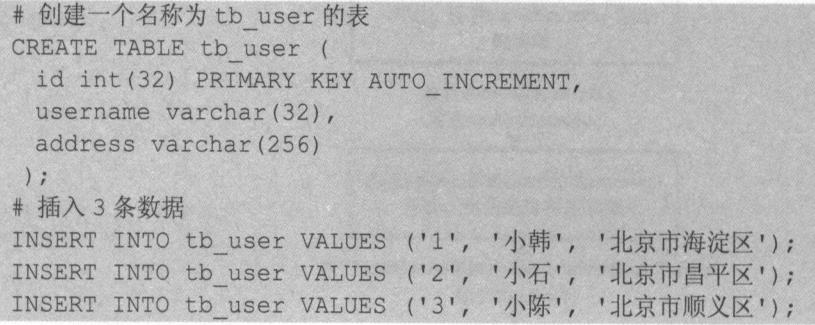 # 创建一个名称为 tb_user 的表
CREATE TABLE tb_user (
  id int(32) PRIMARY KEY AUTO_INCREMENT,
  username varchar(32),
  address varchar(256)
 );
# 插入 3 条数据
INSERT INTO tb_user VALUES ('1', '小韩', '北京市海淀区');
INSERT INTO tb_user VALUES ('2', '小石', '北京市昌平区');
INSERT INTO tb_user VALUES ('3', '小陈', '北京市顺义区');